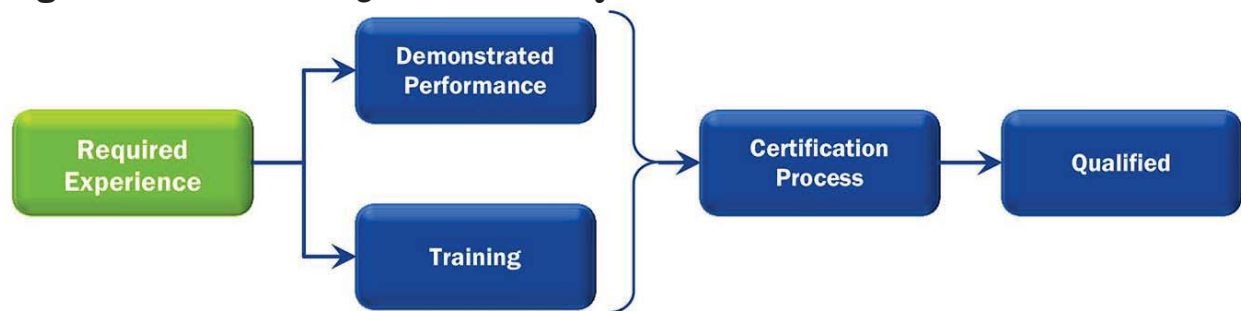 Required
Experience
Demonstrated
Performance
Training
Certification
Process
Qualified